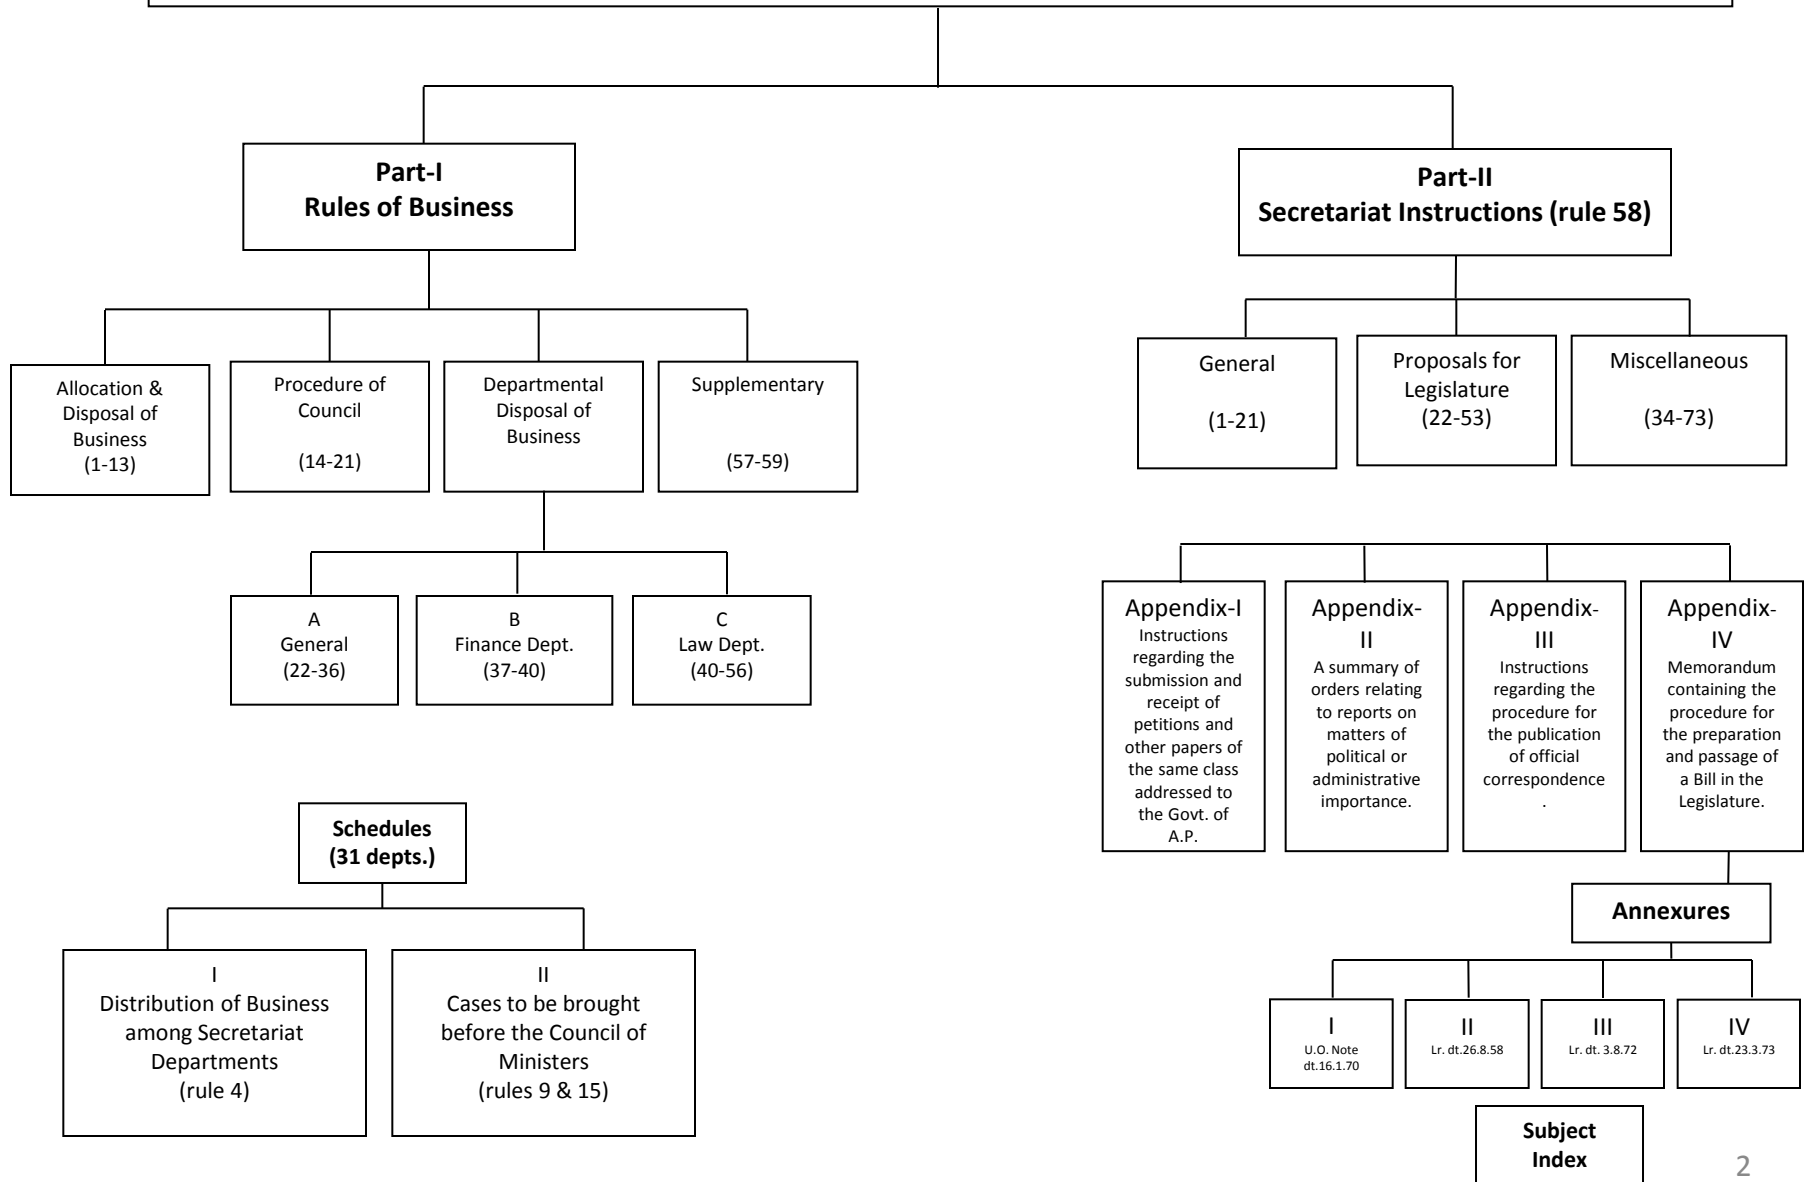 Part-I
Rules of Business
Part-II
Secretariat Instructions (rule 58)
Allocation &
Disposal of
Business
(1-13)
Procedure of
Council
(14-21)
Departmental
Disposal of
Business
Supplementary
(57-59)
General
(1-21)
Proposals for
Legislature
(22-53)
Miscellaneous
(34-73)
A
General
(22-36)
B
Finance Dept.
(37-40)
C
Law Dept.
(40-56)
Appendix-I
Instructions
regarding the
submission and
receipt of
petitions and
other papers of
the same class
addressed to
the Govt. of
A.P.
Appendix-
II
A summary of
orders relating
to reports on
matters of
political or
administrative
importance.
Appendix-
III
Instructions
regarding the
procedure for
the publication
of official
correspondence
.
Appendix-
IV
Memorandum
containing the
procedure for
the preparation
and passage of
a Bill in the
Legislature.
Schedules
(31 depts.)
I
Distribution of Business
among Secretariat
Departments
(rule 4)
II
Cases to be brought
before the Council of
Ministers
(rules 9 & 15)
Annexures
I
U.O. Note
dt.16.1.70
II
Lr. dt.26.8.58
III
Lr. dt. 3.8.72
IV
Lr. dt.23.3.73
Subject
Index
2